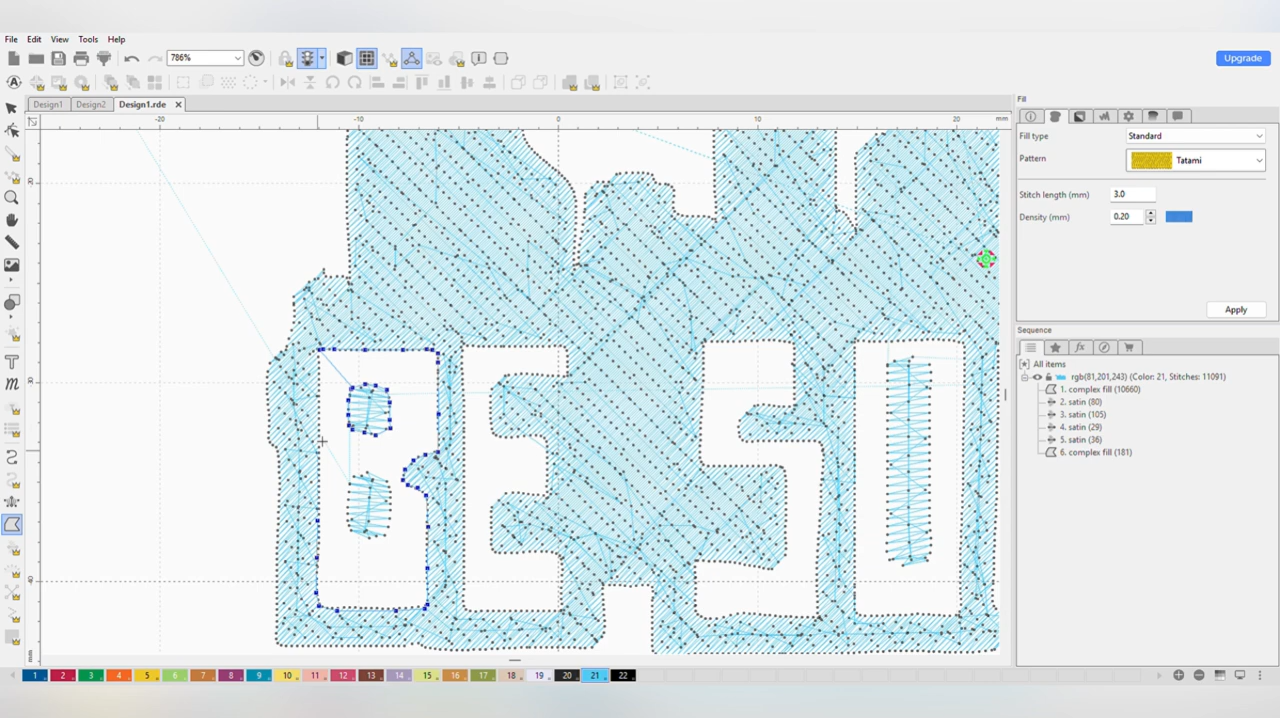 File Edit View Tools Help
786%
Upgrade
Design1 Design2 Design1.rde
Fill
-20 -10 0 10 20 mm
Fill type Standard
Pattern Tatami
Stitch length (mm) 3.0
Density (mm) 0.20
Apply
Sequence
All items
rgb(81,201,243) (Color: 21, Stitches: 11091)
1. complex fill (10660)
2. satin (80)
3. satin (105)
4. satin (29)
5. satin (36)
6. complex fill (181)
mm
1 2 3 4 5 6 7 8 9 10 11 12 13 14 15 16 17 18 19 20 21 22